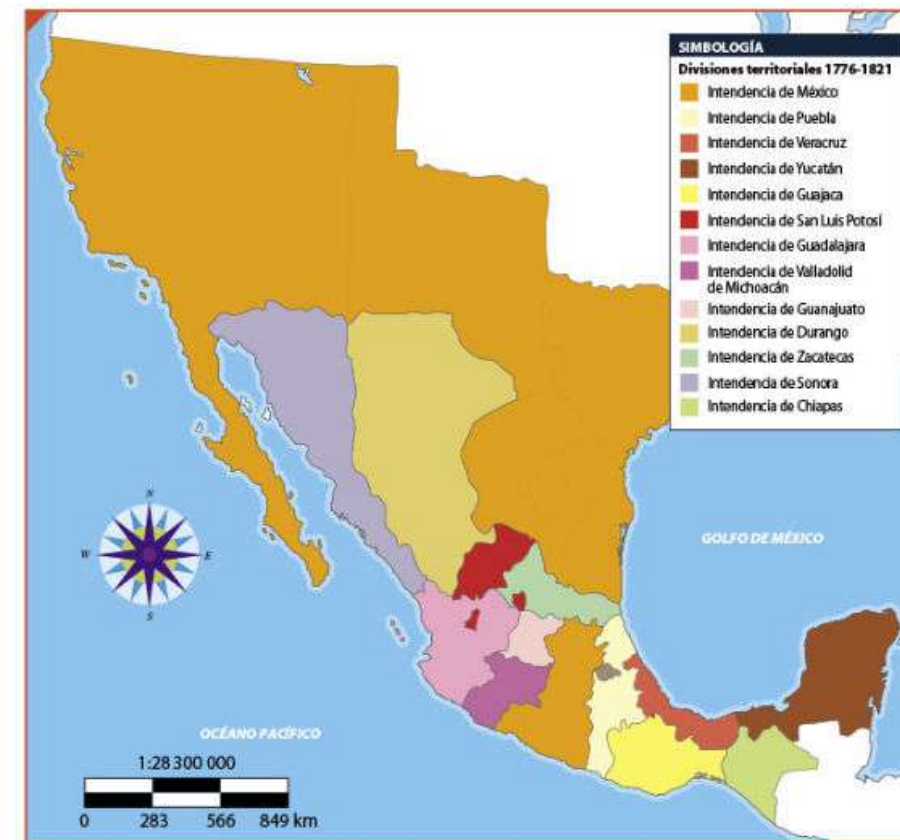 SIMBOLOGÍA
Divisiones territoriales 1776-1821
Intendencia de México
Intendencia de Puebla
Intendencia de Veracruz
Intendencia de Yucatán
Intendencia de Guajaca
Intendencia de San Luis Potosí
Intendencia de Guadalajara
Intendencia de Valladolid
de Michoacán
Intendencia de Guanajuato
Intendencia de Durango
Intendencia de Zacatecas
Intendencia de Sonora
Intendencia de Chiapas
N
W
E
S
GOLFO DE MÉXICO
OCÉANO PACÍFICO
1:28 300 000
0 283 566 849 km